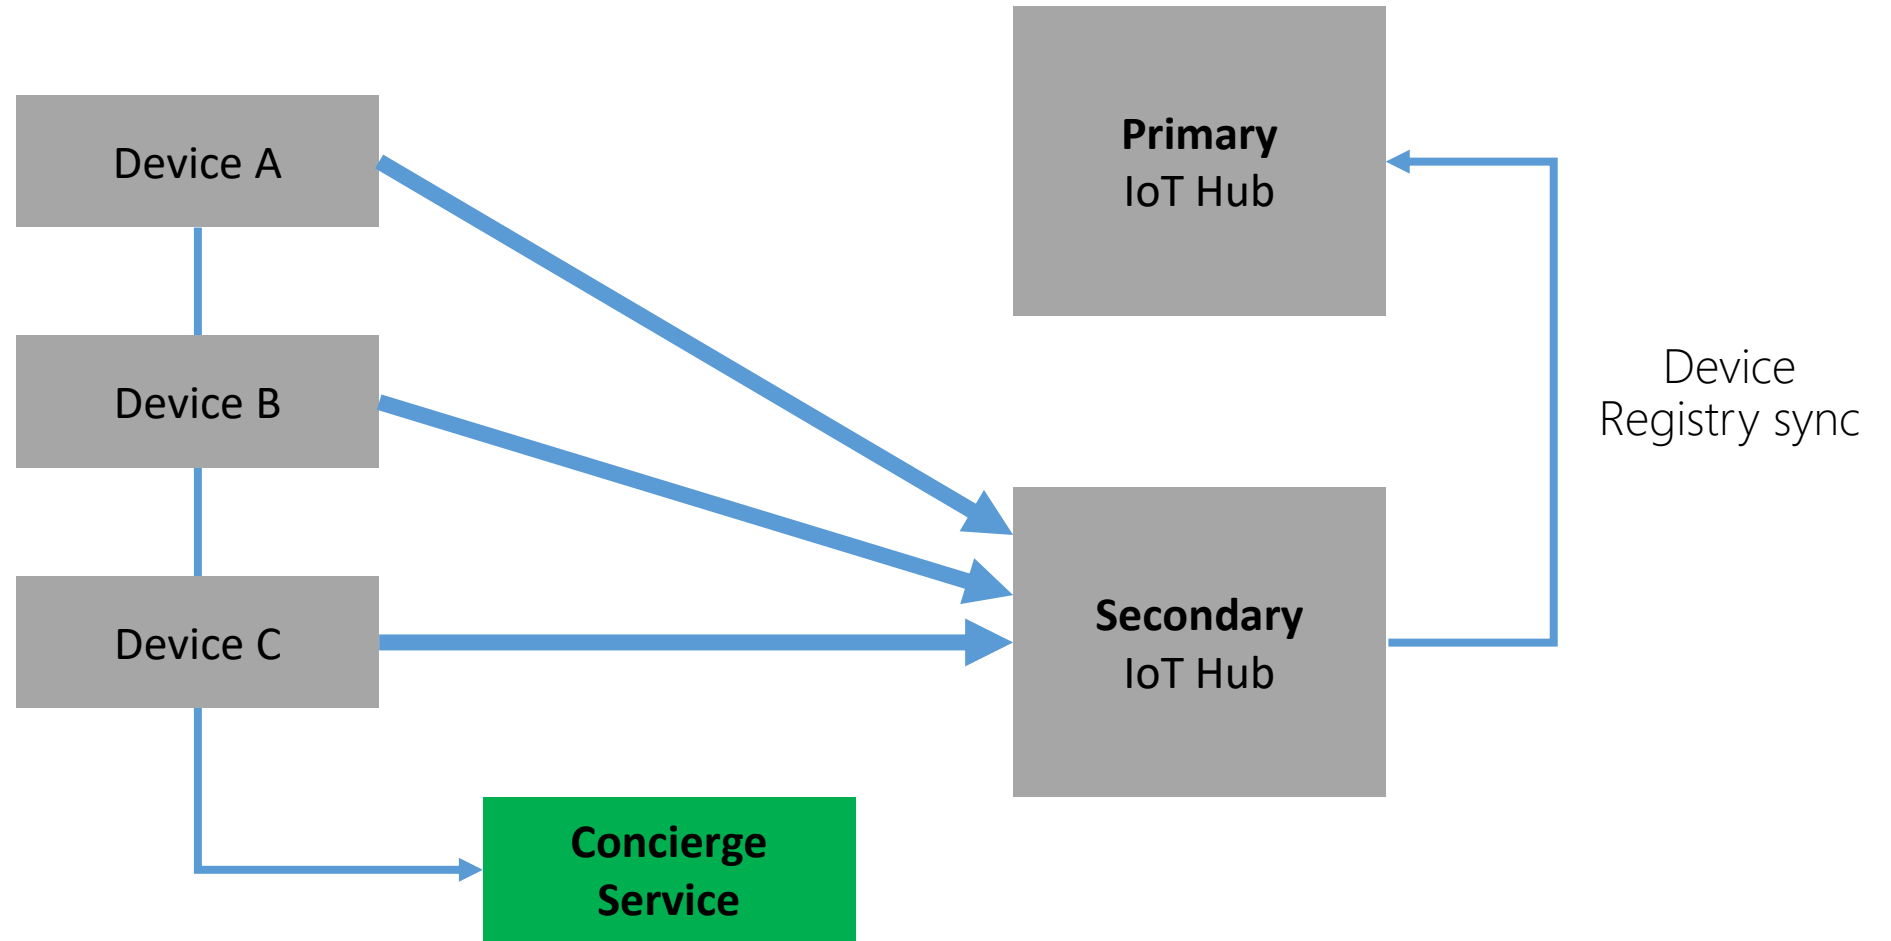 Device A
Device B
Device C
Concierge
Service
Primary
IoT Hub
Secondary
IoT Hub
Device
Registry sync